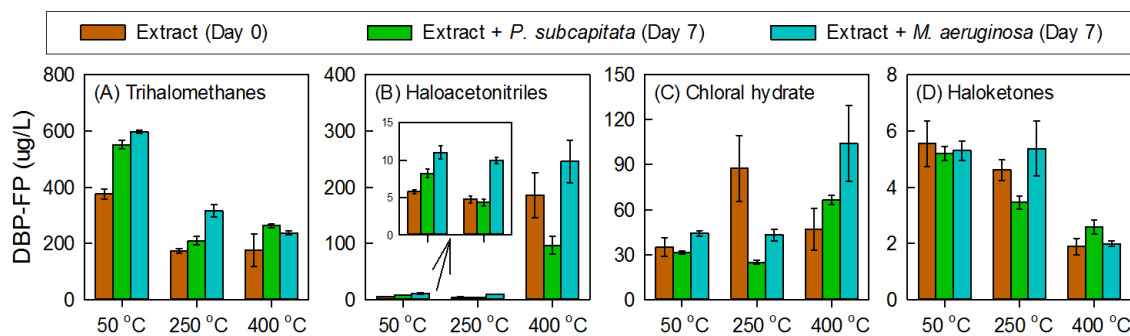 Extract (Day 0) Extract + P. subcapitata (Day 7) Extract + M. aeruginosa (Day 7)
DBP-FP (ug/L)
(A) Trihalomethanes
800
600
400
200
0
50 °C 250 °C 400 °C
(B) Haloacetonitriles
400
300
200
100
0
15
10
5
0
50 °C 250 °C 400 °C
(C) Chloral hydrate
150
120
90
60
30
0
50 °C 250 °C 400 °C
(D) Haloketones
8
6
4
2
0
50 °C 250 °C 400 °C